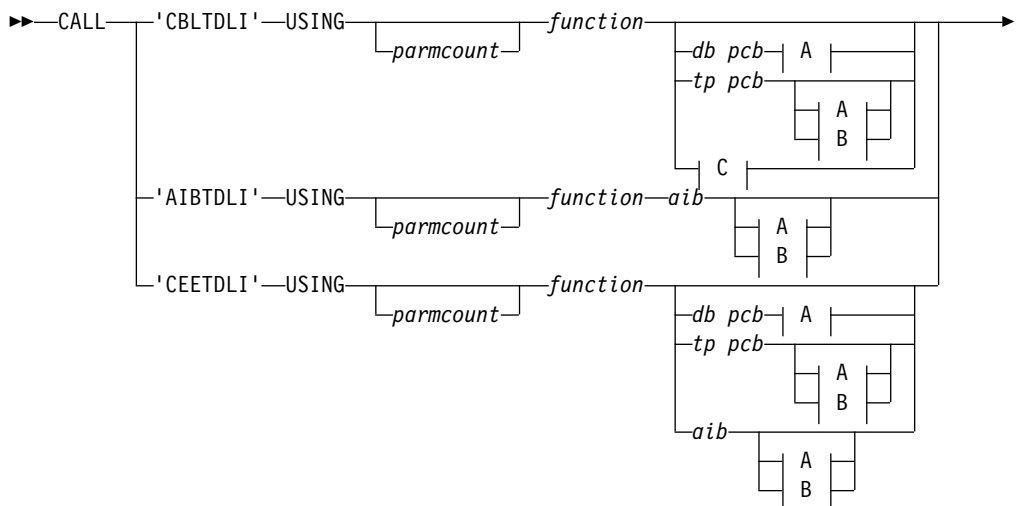 CALL 'CBLTDLI' USING function
parmcount
db pcb A
tp pcb
A
B
C
'AIBTDLI' USING function aib
parmcount
A
B
'CEETDLI' USING function
parmcount
db pcb A
tp pcb
A
B
aib
A
B